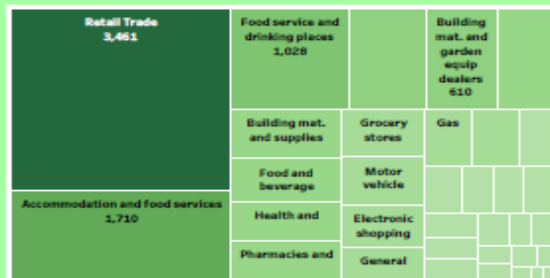 Retail Trade
3,461
Accommodation and food services
1,710
Food service and
drinking places
1,028
Building
mat. and
garden
equip
dealers
610
Building mat.
and supplies
Grocery
stores
Gas
Food and
beverage
Motor
vehicle
Health and
Electronic
shopping
Pharmacies and
General